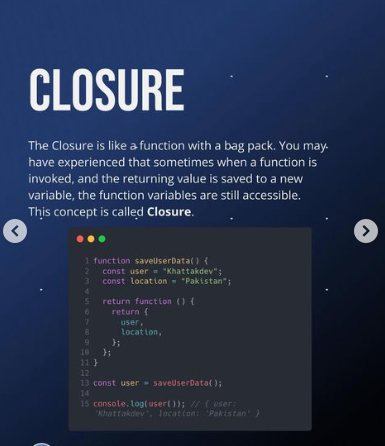 CLOSURE
The Closure is like a function with a bag pack. You may
have experienced that sometimes when a function is
invoked, and the returning value is saved to a new
variable, the function variables are still accessible.
This concept is called Closure.
1 function saveUserData() {
2 const user = "Khattakdev";
3 const location = "Pakistan";
4
5 return function () {
6 return {
7 user,
8 location,
9 };
10 };
11 }
12
13 const user = saveUserData();
14
15 console.log(user()); // { user:
'Khattakdev', location: 'Pakistan' }